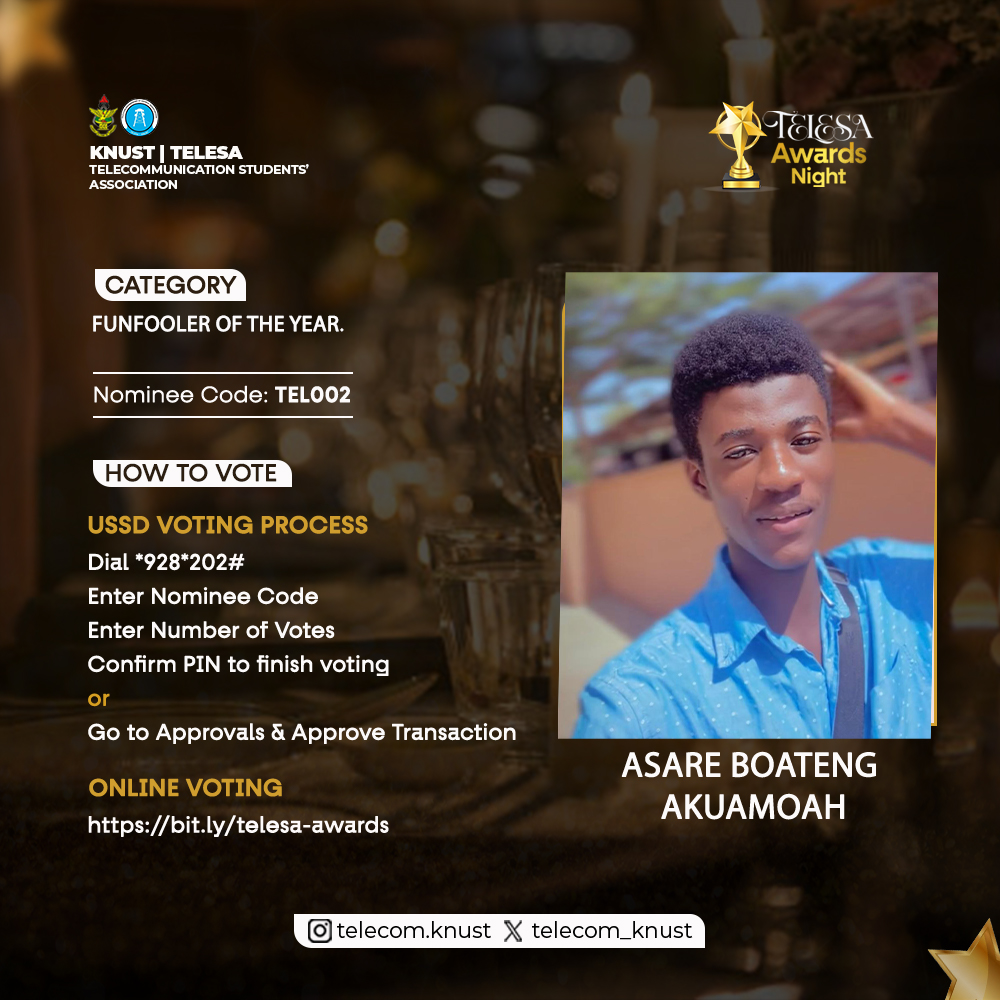 KNUST | TELESA
TELECOMMUNICATION STUDENTS'
ASSOCIATION
TELESA
Awards
Night
CATEGORY
FUNFOOLER OF THE YEAR.
Nominee Code: TEL002
HOW TO VOTE
USSD VOTING PROCESS
Dial *928*202#
Enter Nominee Code
Enter Number of Votes
Confirm PIN to finish voting
or
Go to Approvals & Approve Transaction
ONLINE VOTING
https://bit.ly/telesa-awards
ASARE BOATENG
AKUAMOAH
telecom.knust X telecom_knust